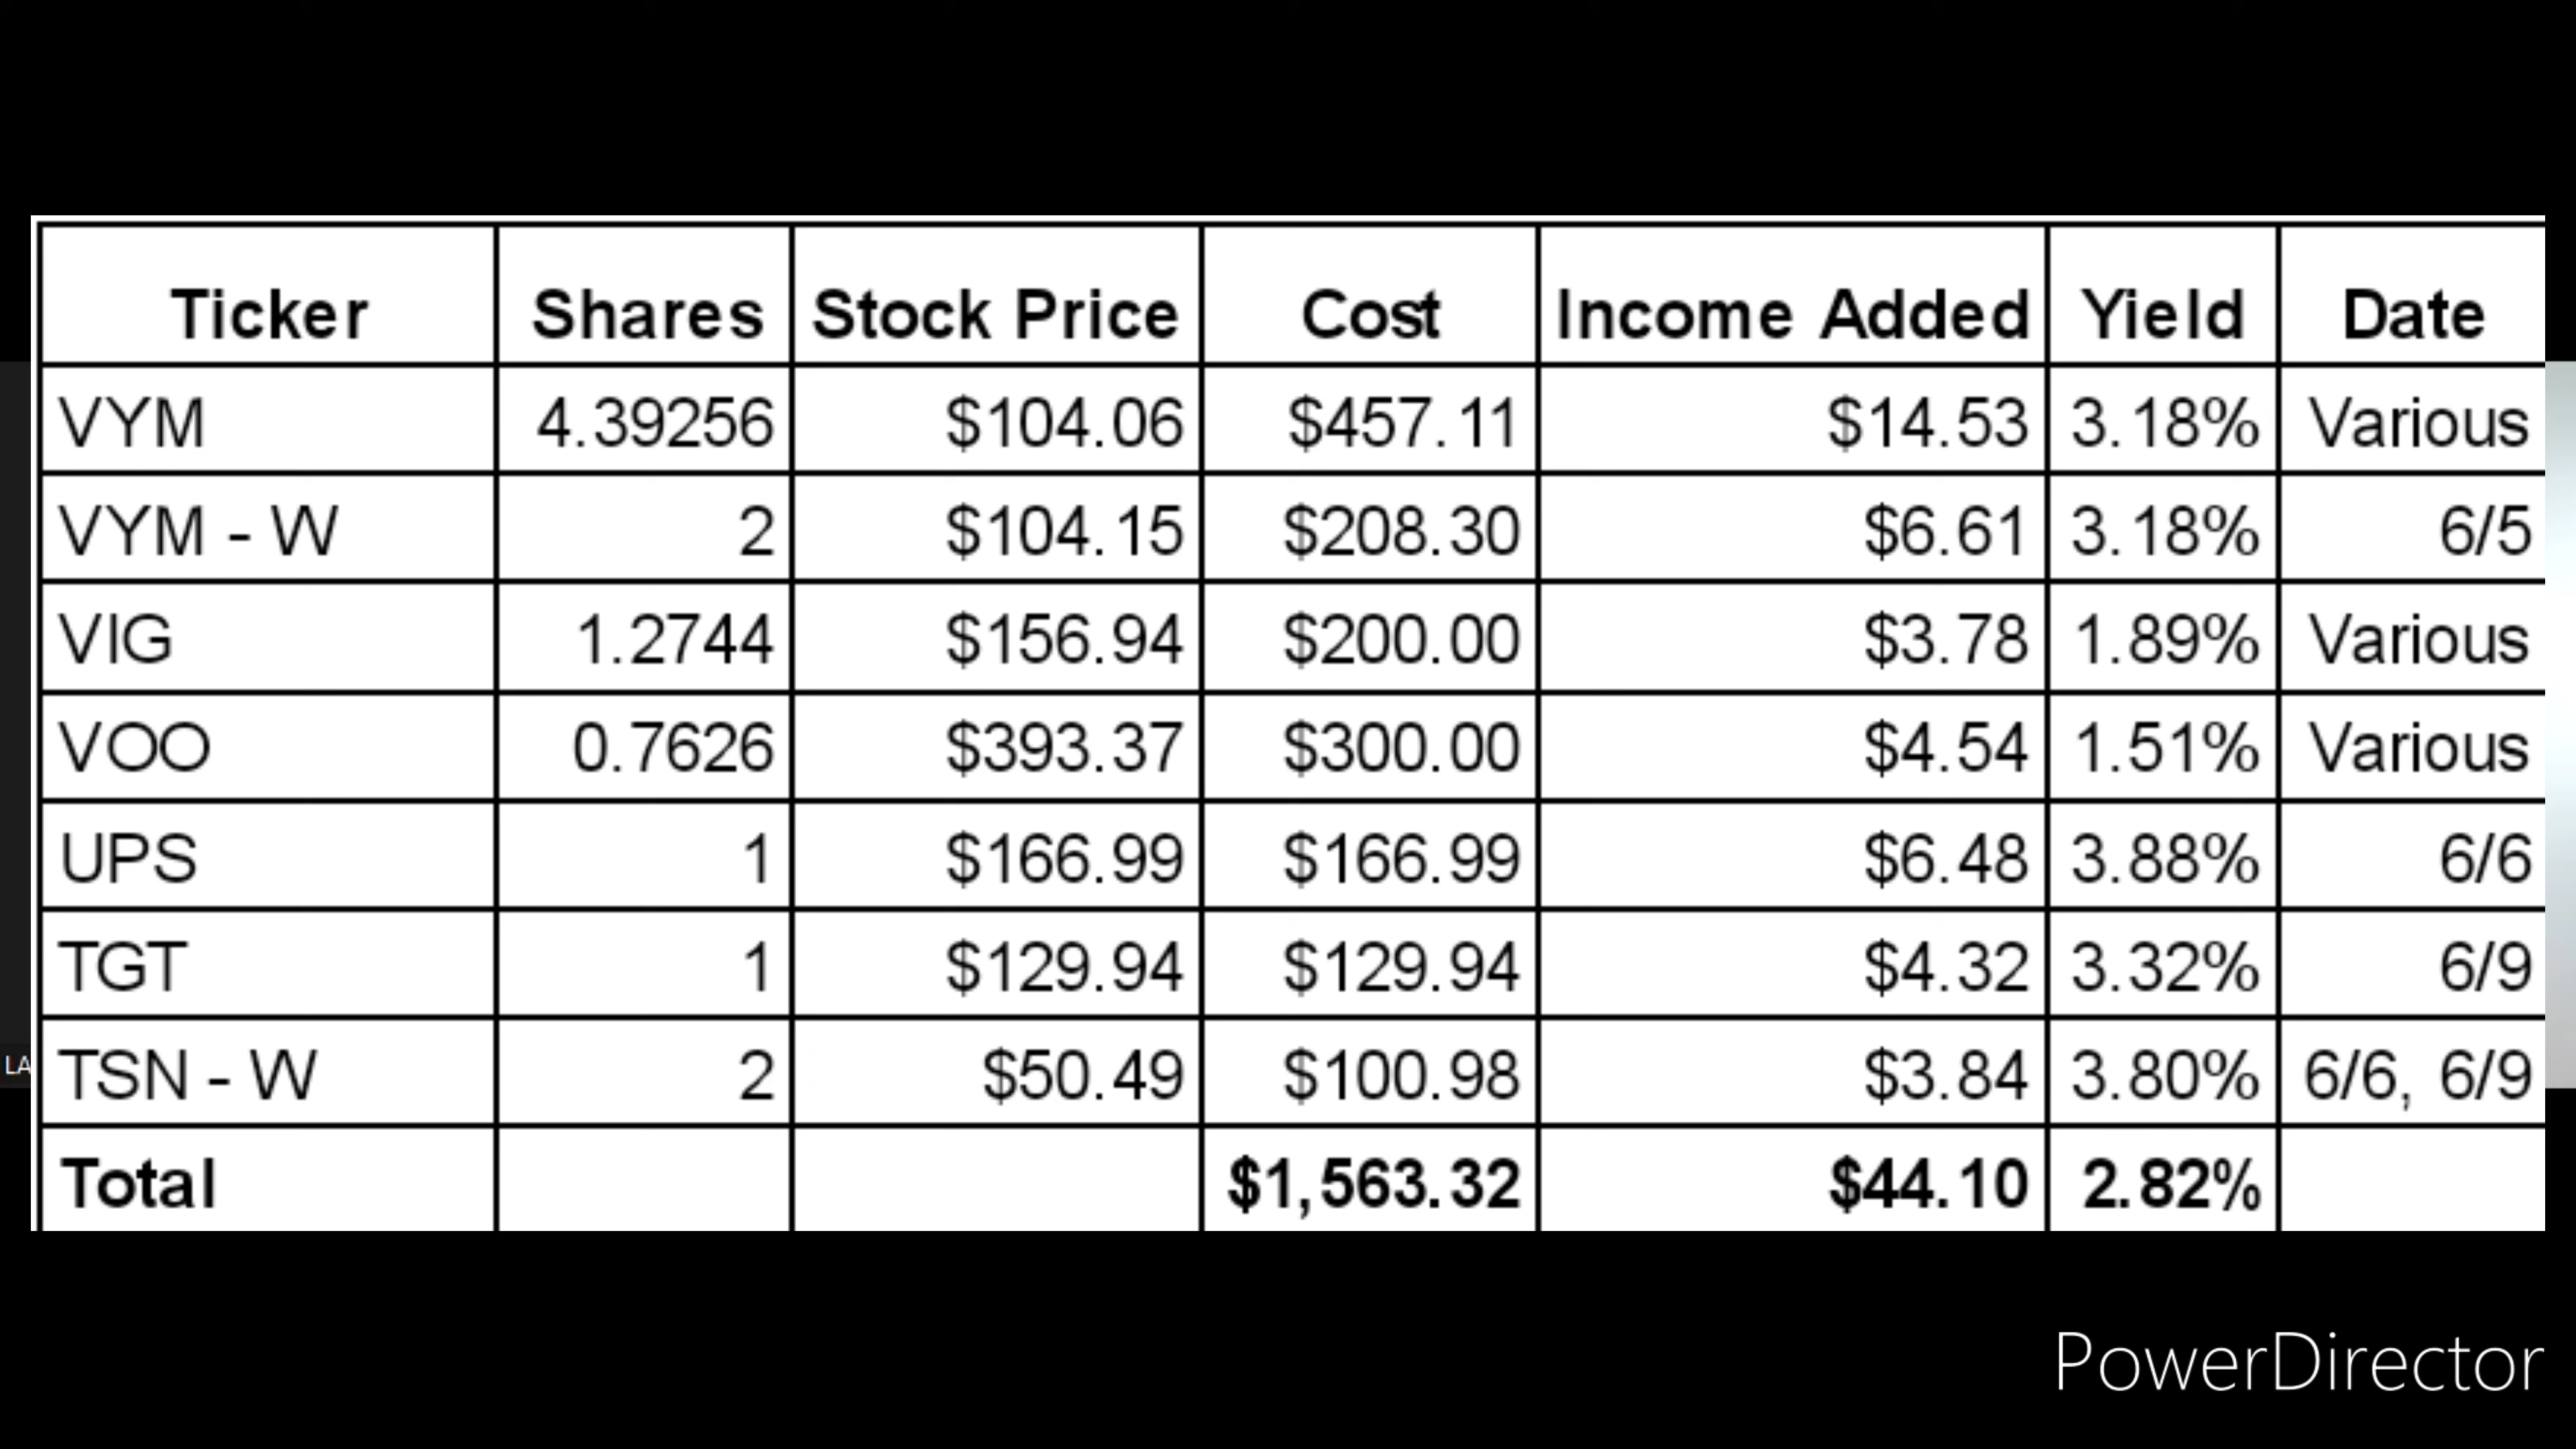 Ticker Shares Stock Price Cost Income Added Yield Date
VYM 4.39256 $104.06 $457.11 $14.53 3.18% Various
VYM - W 2 $104.15 $208.30 $6.61 3.18% 6/5
VIG 1.2744 $156.94 $200.00 $3.78 1.89% Various
VOO 0.7626 $393.37 $300.00 $4.54 1.51% Various
UPS 1 $166.99 $166.99 $6.48 3.88% 6/6
TGT 1 $129.94 $129.94 $4.32 3.32% 6/9
LA
TSN - W 2 $50.49 $100.98 $3.84 3.80% 6/6, 6/9
Total $1,563.32 $44.10 2.82%
PowerDirector